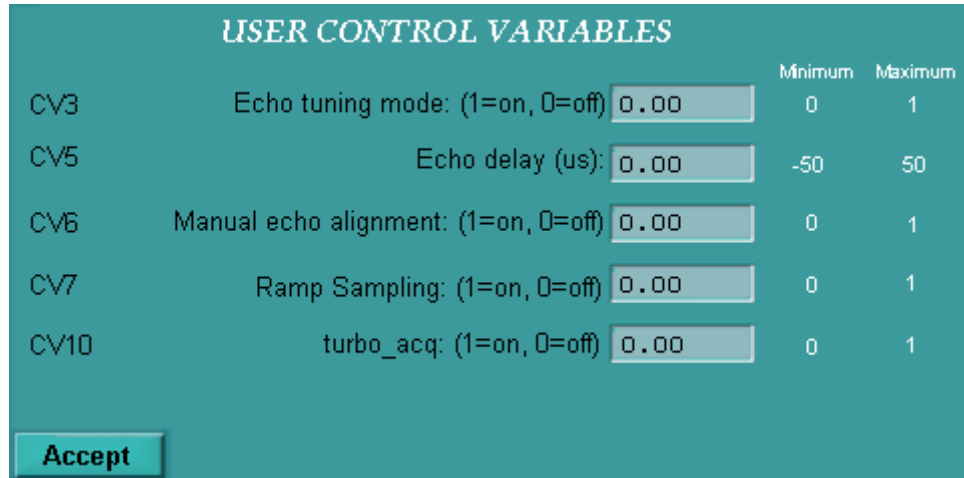 USER CONTROL VARIABLES
Minimum Maximum
CV3 Echo tuning mode: (1=on, 0=off) 0.00 0 1
CV5 Echo delay (us): 0.00 -50 50
CV6 Manual echo alignment: (1=on, 0=off) 0.00 0 1
CV7 Ramp Sampling: (1=on, 0=off) 0.00 0 1
CV10 turbo_acq: (1=on, 0=off) 0.00 0 1
Accept